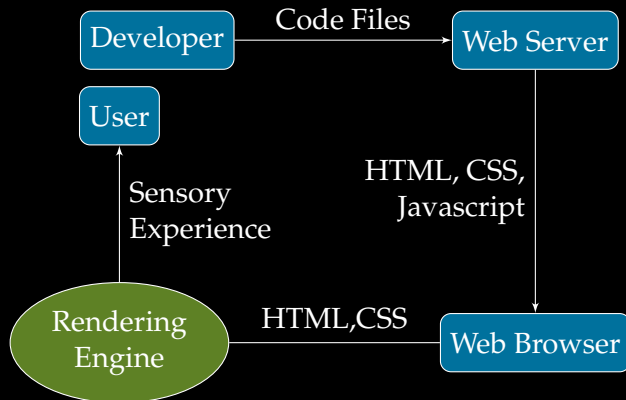 Developer
Code Files
Web Server
User
HTML, CSS,
Javascript
Sensory
Experience
Rendering
Engine
HTML,CSS
Web Browser